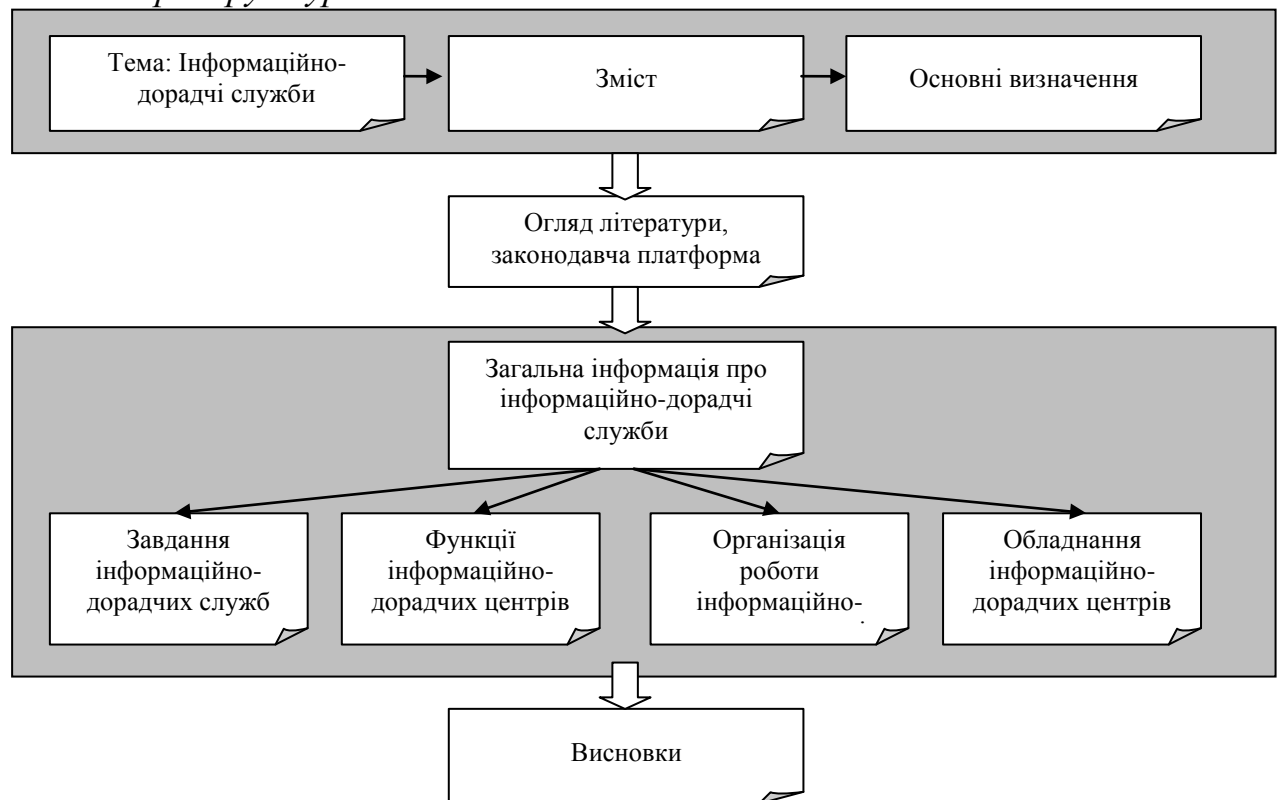 Тема: Інформаційно-
дорадчі служби
Зміст
Основні визначення
Огляд літератури,
законодавча платформа
Загальна інформація про
інформаційно-дорадчі
служби
Завдання
інформаційно-
дорадчих служб
Функції
інформаційно-
дорадчих центрів
Організація
роботи
інформаційно-
Обладнання
інформаційно-
дорадчих центрів
Висновки